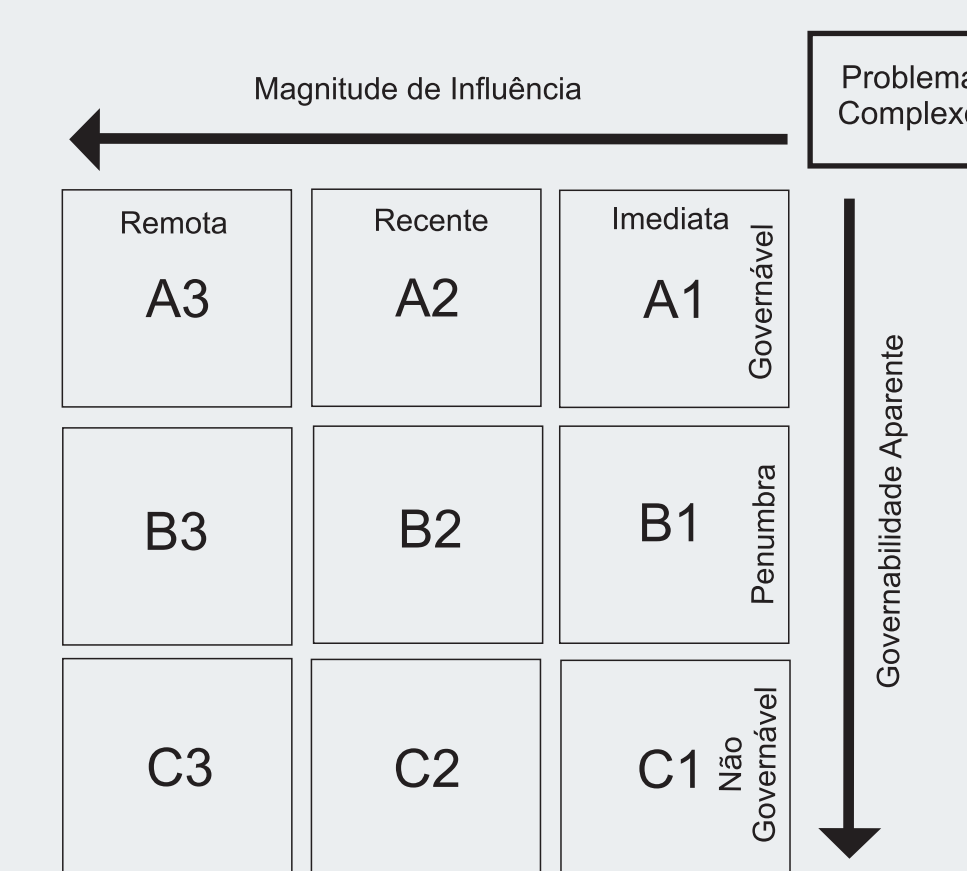 Magnitude de Influência
Remota
Recente
Imediata
Governável
A3
A2
A1
B3
B2
B1
Penumbra
C3
C2
C1
Não
Governável
Governabilidade Aparente